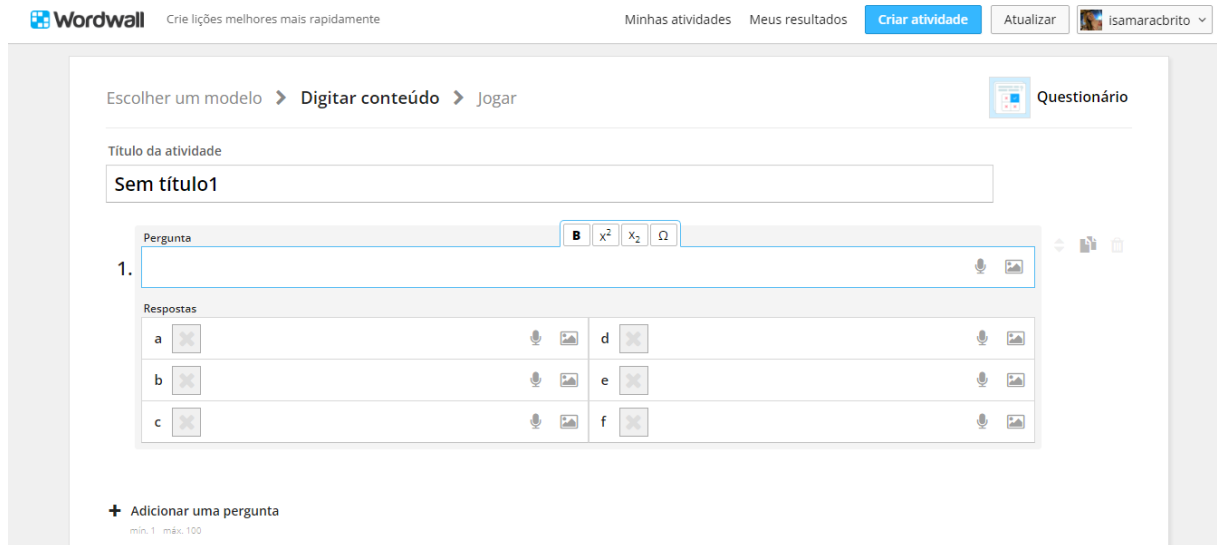 Wordwall Crie lições melhores mais rapidamente Minhas atividades Meus resultados Criar atividade Atualizar isamaracbrito
Escolher um modelo > Digitar conteúdo > Jogar Questionário
Título da atividade
Sem título1
Pergunta B x² x₂ Ω
1.
Respostas
a d
b e
c f
+ Adicionar uma pergunta
mín. 1 máx. 100